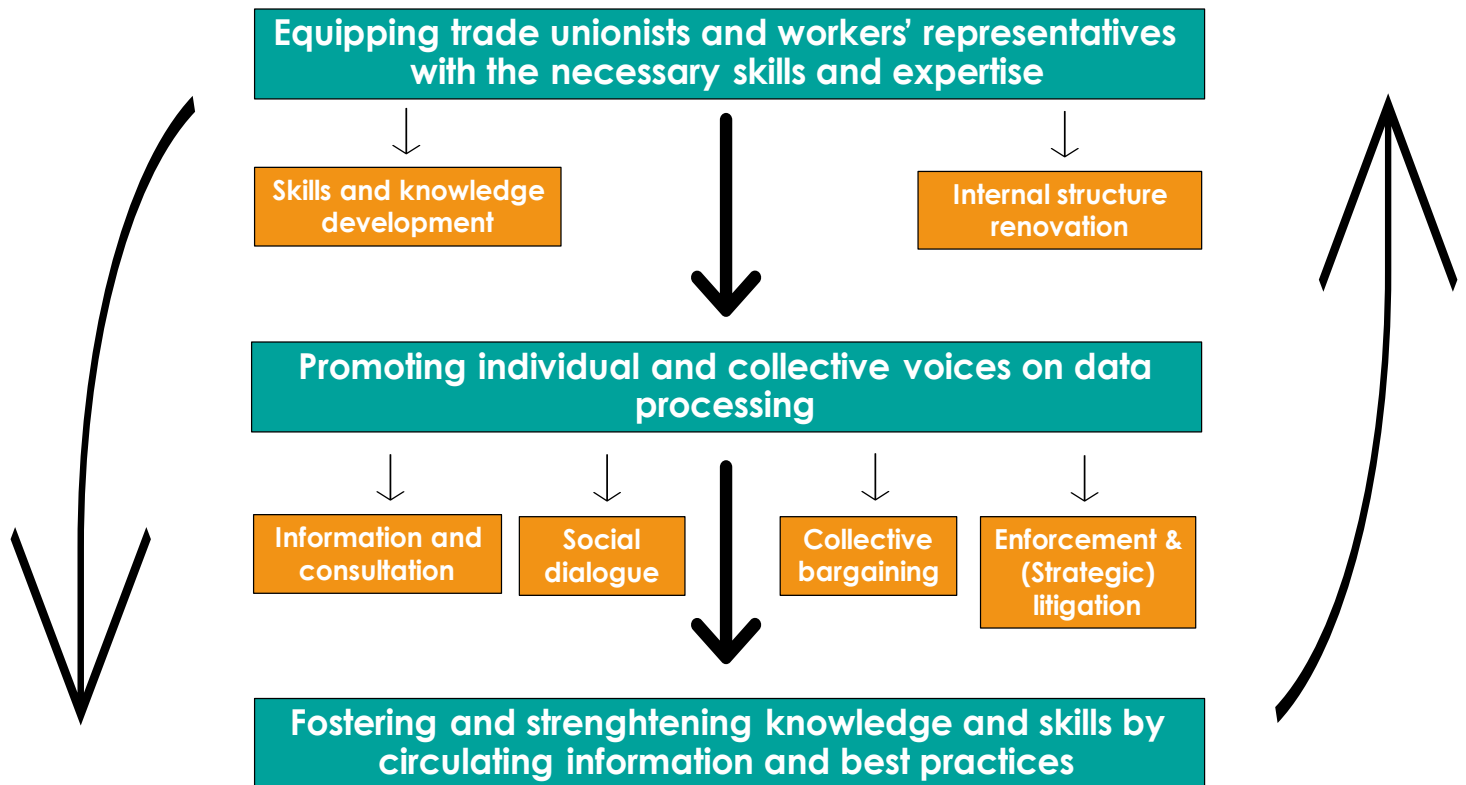 Equipping trade unionists and workers’ representatives
with the necessary skills and expertise
Skills and knowledge
development
Internal structure
renovation
Promoting individual and collective voices on data
processing
Information and
consultation
Social
dialogue
Collective
bargaining
Enforcement &
(Strategic)
litigation
Fostering and strenghtening knowledge and skills by
circulating information and best practices